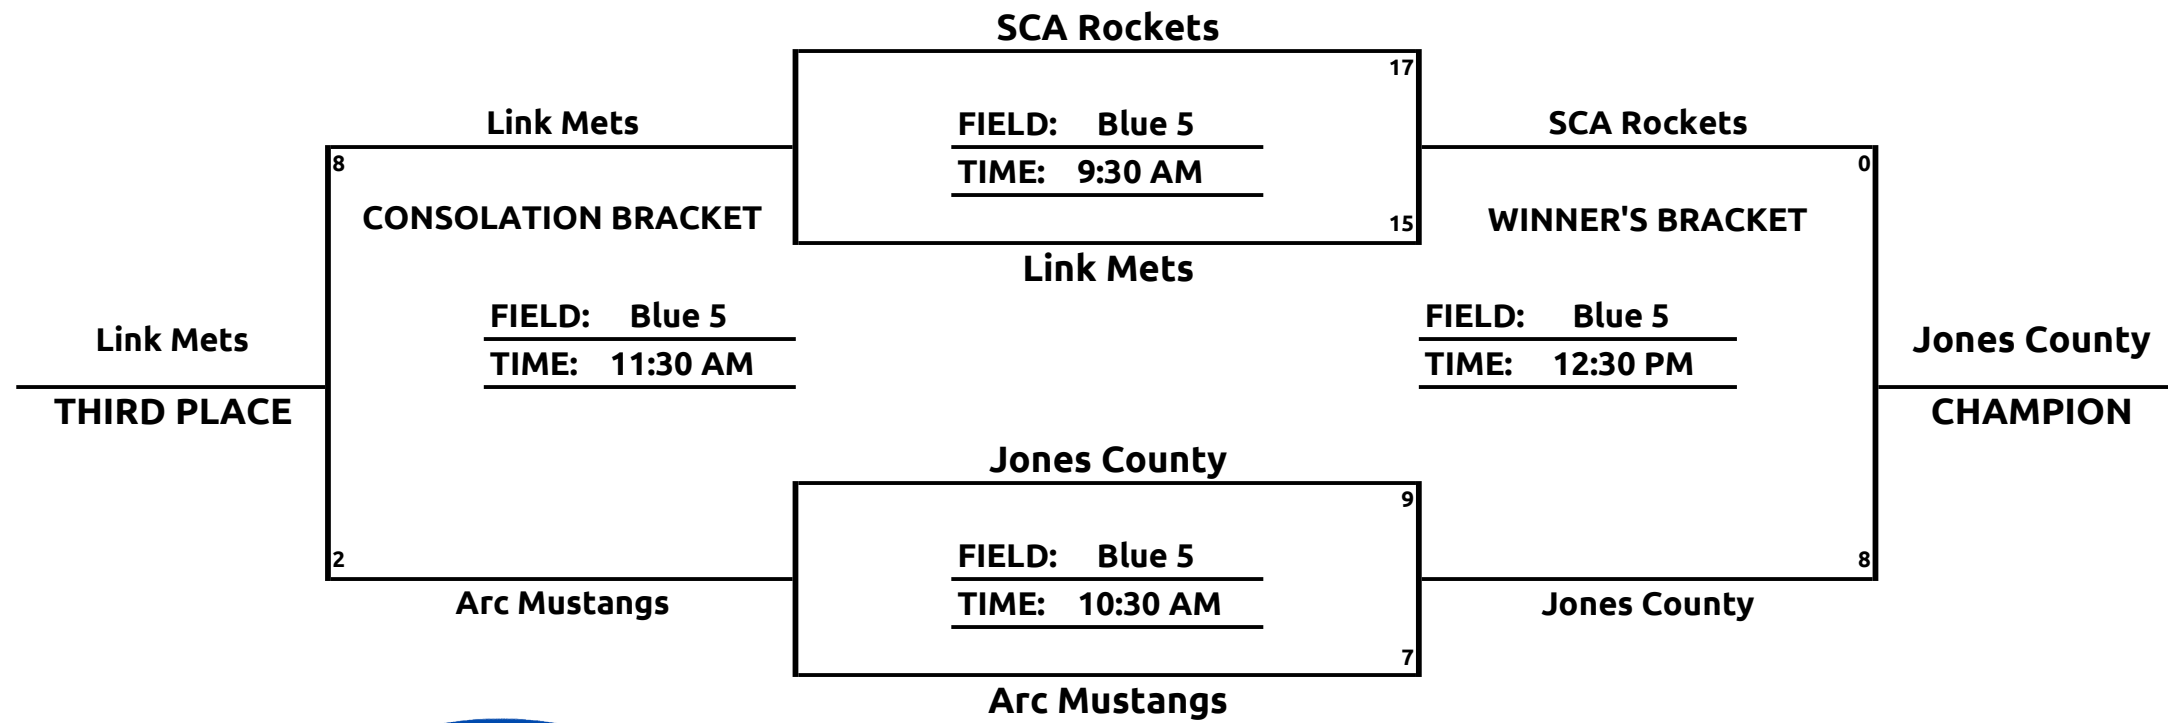 SCA Rockets
17
Link Mets
FIELD: Blue 5
SCA Rockets
8
TIME: 9:30 AM
0
CONSOLATION BRACKET
15
WINNER'S BRACKET
Link Mets
FIELD: Blue 5
FIELD: Blue 5
Link Mets
Jones County
TIME: 11:30 AM
TIME: 12:30 PM
THIRD PLACE
CHAMPION
Jones County
9
2
FIELD: Blue 5
8
Arc Mustangs
TIME: 10:30 AM
Jones County
7
Arc Mustangs